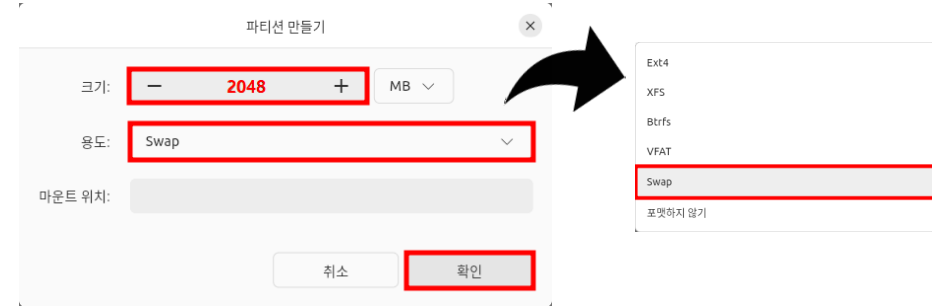 파티션 만들기
크기: 2048 MB
용도: Swap
마운트 위치:
취소 확인
Ext4
XFS
Btrfs
VFAT
Swap
포맷하지 않기